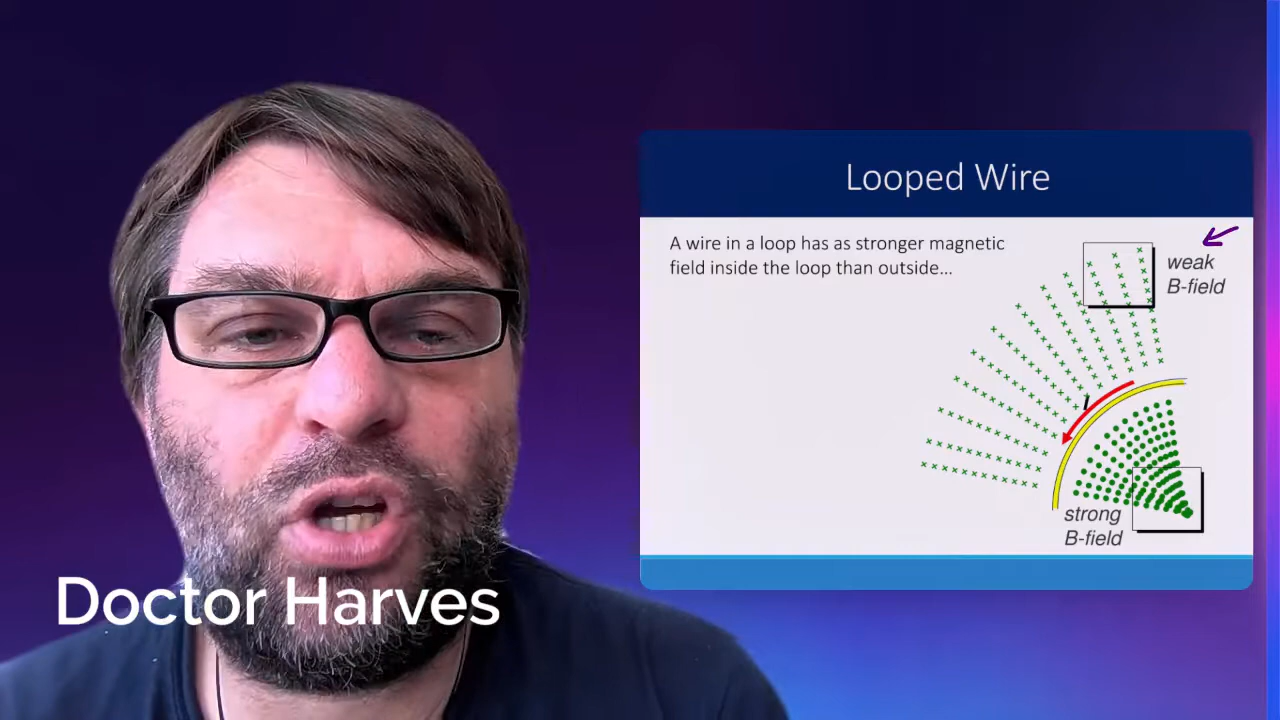 Looped Wire
A wire in a loop has as stronger magnetic
field inside the loop than outside...
weak
B-field
I
strong
B-field
Doctor Harves